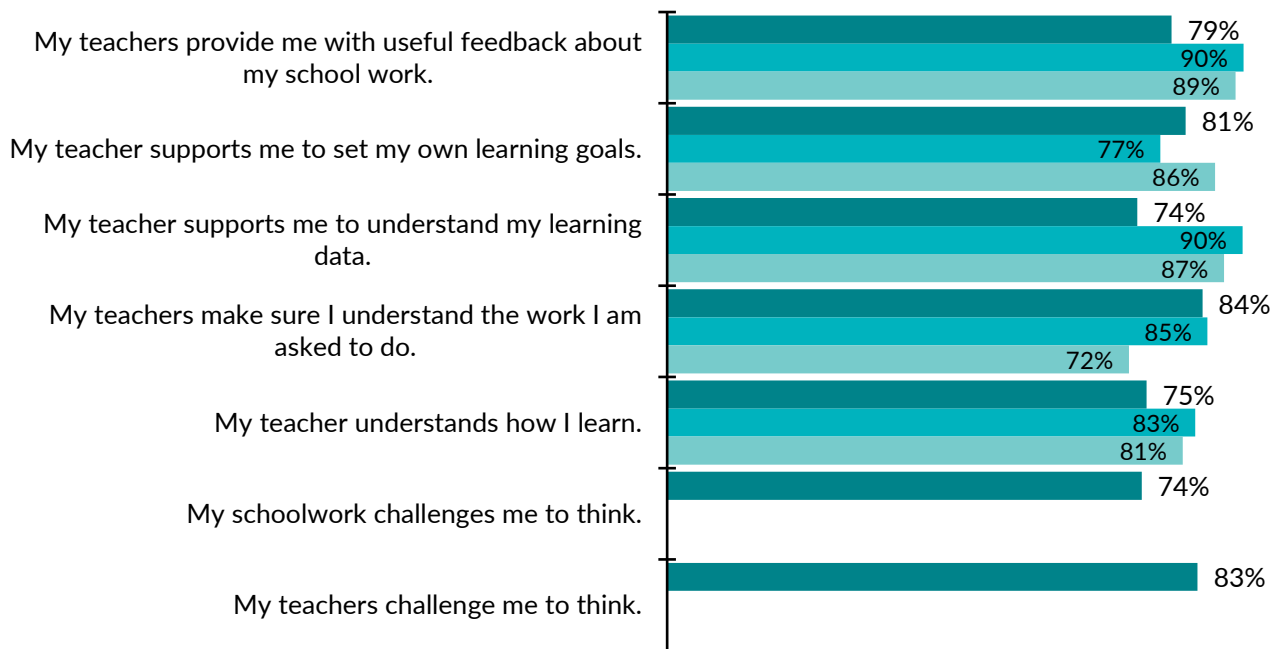 My teachers provide me with useful feedback about
my school work.
79%
90%
89%
My teacher supports me to set my own learning goals.
81%
77%
86%
My teacher supports me to understand my learning
data.
74%
90%
87%
My teachers make sure I understand the work I am
asked to do.
84%
85%
72%
My teacher understands how I learn.
75%
83%
81%
My schoolwork challenges me to think.
74%
My teachers challenge me to think.
83%